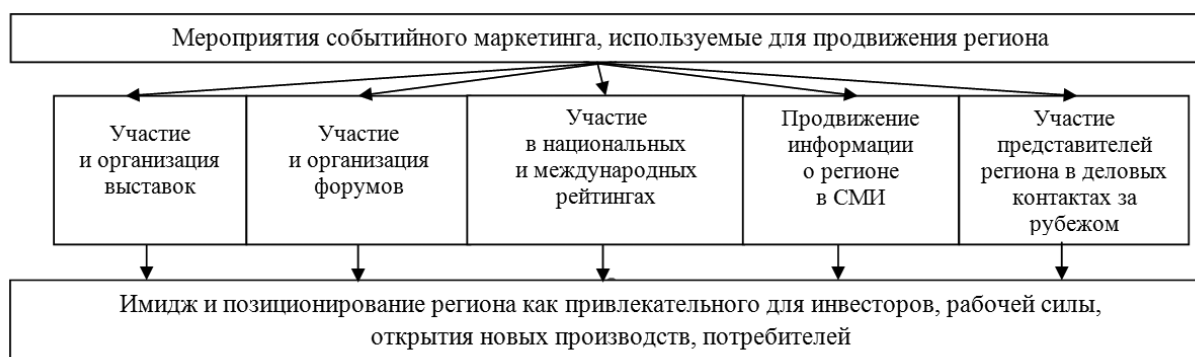 Мероприятия событийного маркетинга, используемые для продвижения региона
Участие
и организация
выставок
Участие
и организация
форумов
Участие
в национальных
и международных
рейтингах
Продвижение
информации
о регионе
в СМИ
Участие
представителей
региона в деловых
контактах за
рубежом
Имидж и позиционирование региона как привлекательного для инвесторов, рабочей силы,
открытия новых производств, потребителей